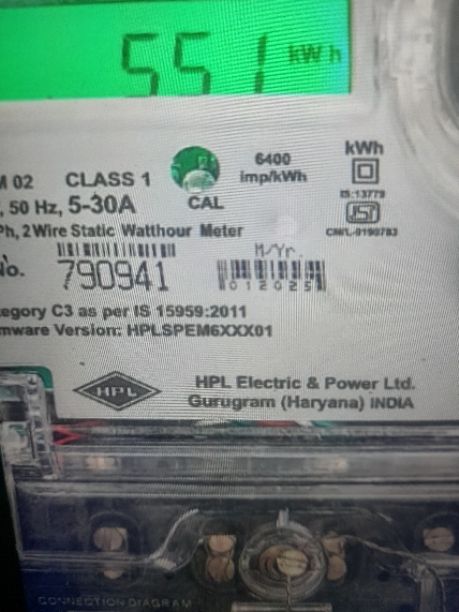 551 kWh
6400
imp/kWh
kWh
M 02 CLASS 1
CAL
IS:13779
, 50 Hz, 5-30A
CM/L-0190783
Ph, 2 Wire Static Watthour Meter
M/Yr.
No. 790941
012025
egory C3 as per IS 15959:2011
mware Version: HPLSPEM6XXX01
HPL
HPL Electric & Power Ltd.
Gurugram (Haryana) INDIA
CONNECTION DIAGRAM